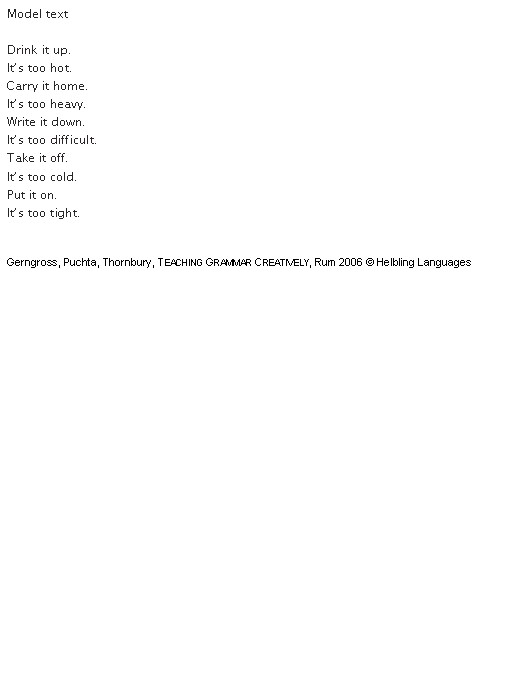 Model text
Drink it up.
It's too hot.
Carry it home.
It's too heavy.
Write it down.
It's too difficult.
Take it off.
It's too cold.
Put it on.
It's too tight.
Gerngross, Puchta, Thornbury, TEACHING GRAMMAR CREATIVELY, Rum 2006 © Helbling Languages